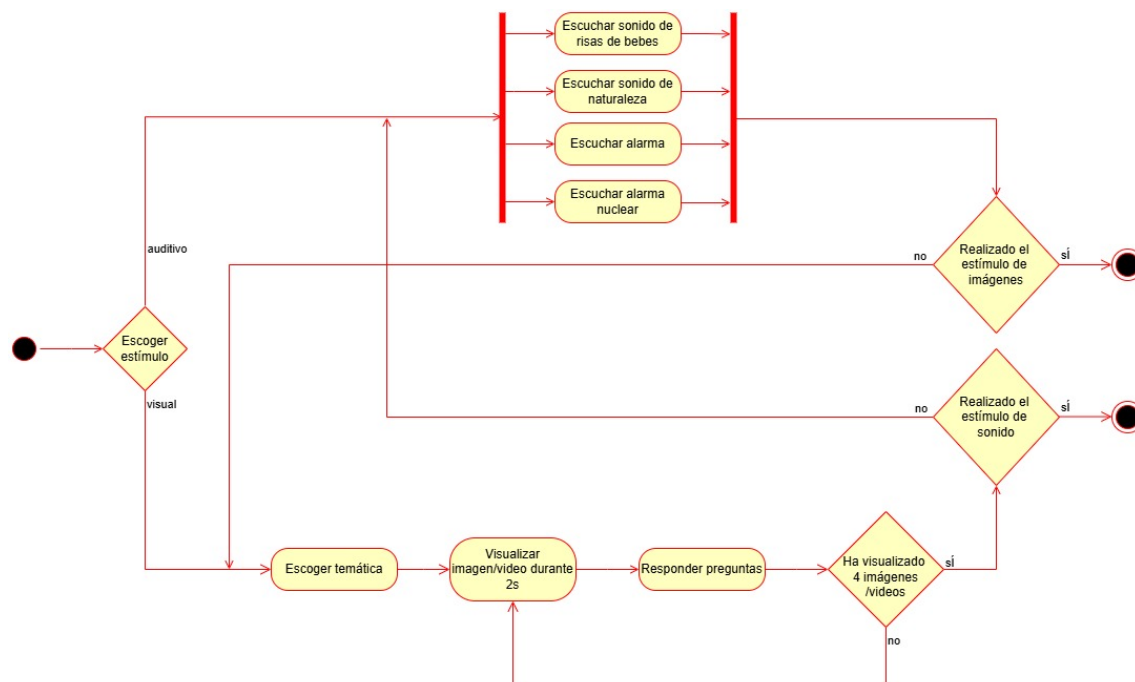 Escuchar sonido de
risas de bebes
Escuchar sonido de
naturaleza
Escuchar alarma
Escuchar alarma
nuclear
auditivo
Realizado el
estímulo de
imágenes
no
sÍ
Escoger
estímulo
visual
Realizado el
estímulo de
sonido
no
sÍ
Escoger temática
Visualizar
imagen/video durante
2s
Responder preguntas
Ha visualizado
4 imágenes
/videos
sÍ
no